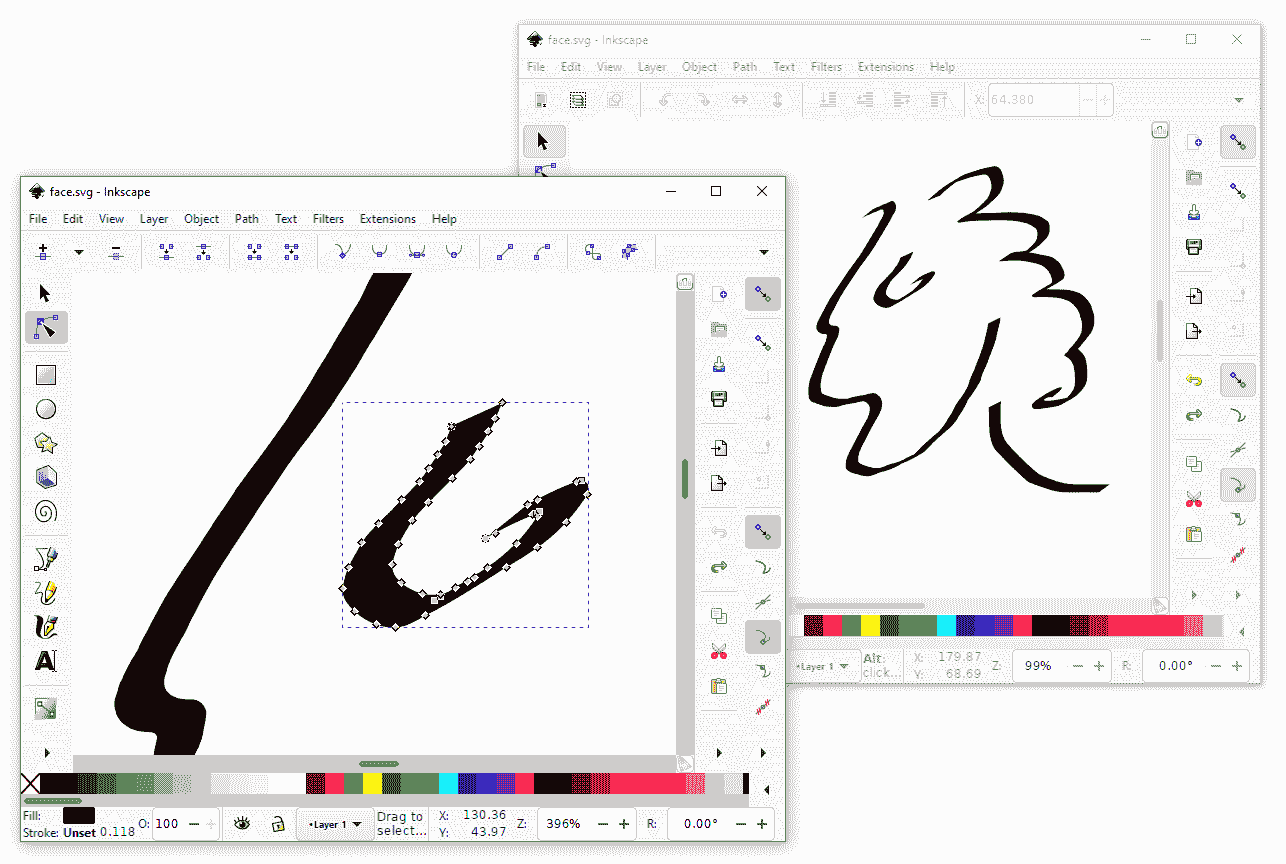 face.svg - Inkscape
File Edit View Layer Object Path Text Filters Extensions Help
X: 64.380
face.svg - Inkscape
File Edit View Layer Object Path Text Filters Extensions Help
A
•Layer 1
Alt:
click...
X: 179.87
Y: 68.69
Z: 99%
R: 0.00°
Fill:
Stroke: Unset 0.118
O: 100
•Layer 1
Drag to
select...
X: 130.36
Y: 43.97
Z: 396%
R: 0.00°